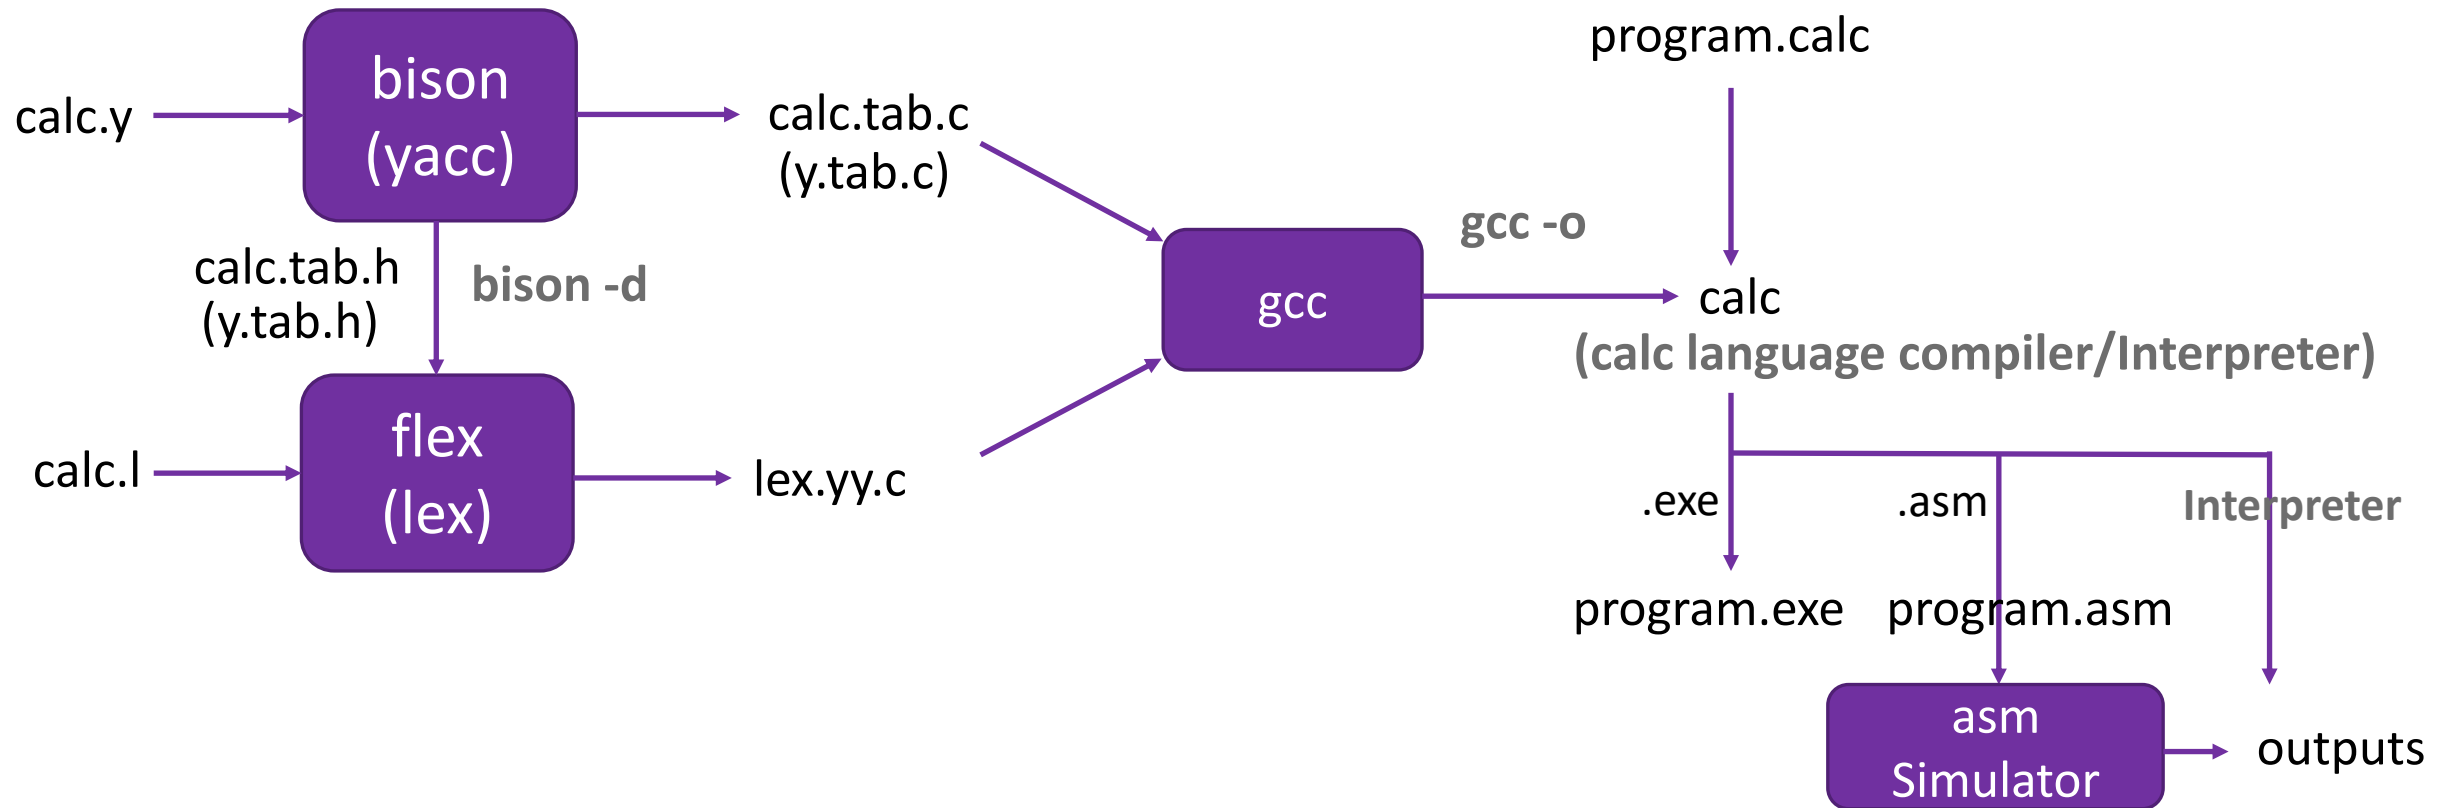 calc.y
bison
(yacc)
calc.tab.c
(y.tab.c)
calc.tab.h
(y.tab.h)
bison -d
calc.l
flex
(lex)
lex.yy.c
gcc
gcc -o
program.calc
calc
(calc language compiler/Interpreter)
.exe
.asm
Interpreter
program.exe
program.asm
asm
Simulator
outputs